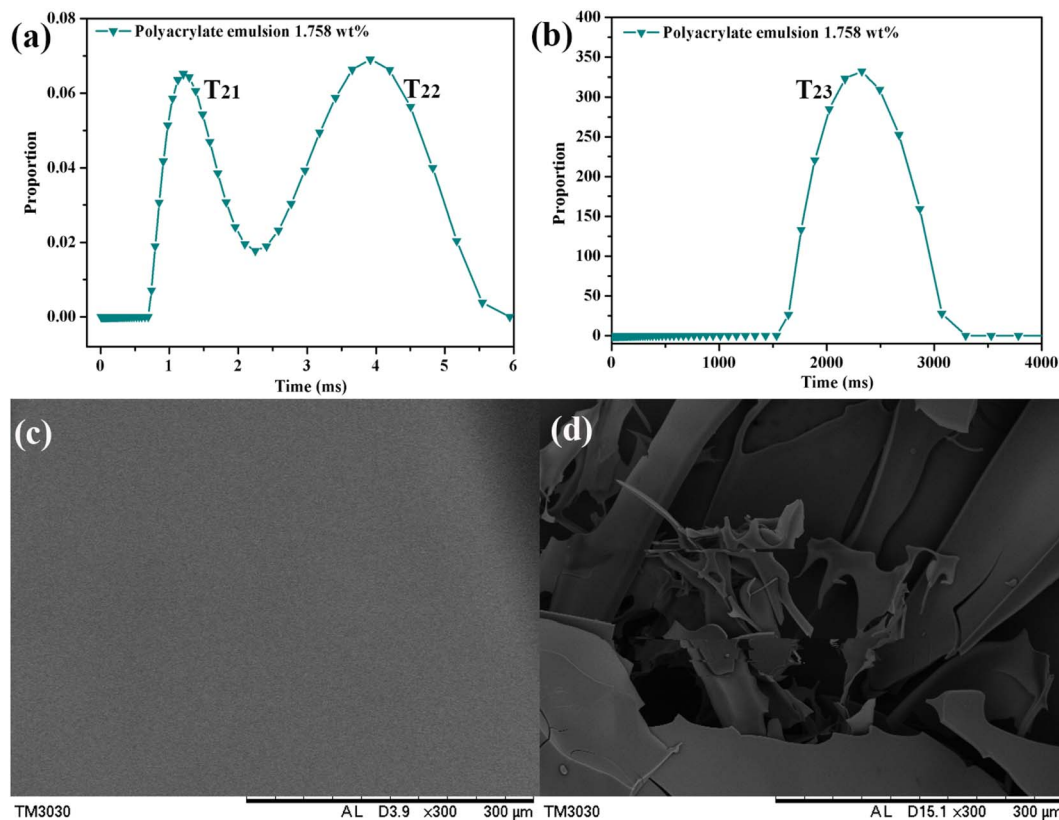 (a)
Polyacrylate emulsion 1.758 wt%
T21
T22
Proportion
0.08
0.06
0.04
0.02
0.00
0 1 2 3 4 5 6
Time (ms)
(b)
Polyacrylate emulsion 1.758 wt%
T23
Proportion
400
350
300
250
200
150
100
50
0
0 1000 2000 3000 4000
Time (ms)
(c)
TM3030 AL D3.9 x300 300 µm
(d)
TM3030 AL D15.1 x300 300 µm